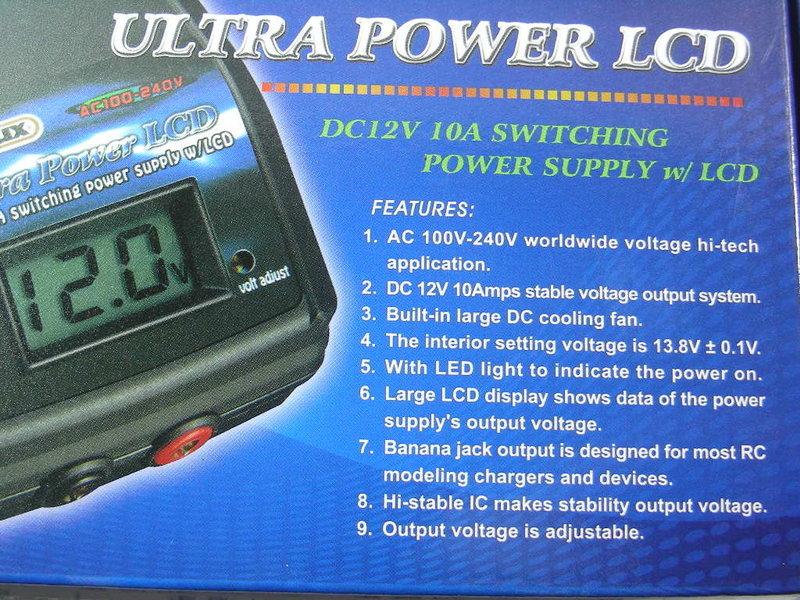 ULTRA POWER LCD
AC100-240V
UX
ra Power LCD
A switching power supply w/LCD
12.0V
volt adjust
DC12V 10A SWITCHING
POWER SUPPLY w/ LCD
FEATURES:
1. AC 100V-240V worldwide voltage hi-tech
application.
2. DC 12V 10Amps stable voltage output system.
3. Built-in large DC cooling fan.
4. The interior setting voltage is 13.8V ± 0.1V.
5. With LED light to indicate the power on.
6. Large LCD display shows data of the power
supply's output voltage.
7. Banana jack output is designed for most RC
modeling chargers and devices.
8. Hi-stable IC makes stability output voltage.
9. Output voltage is adjustable.